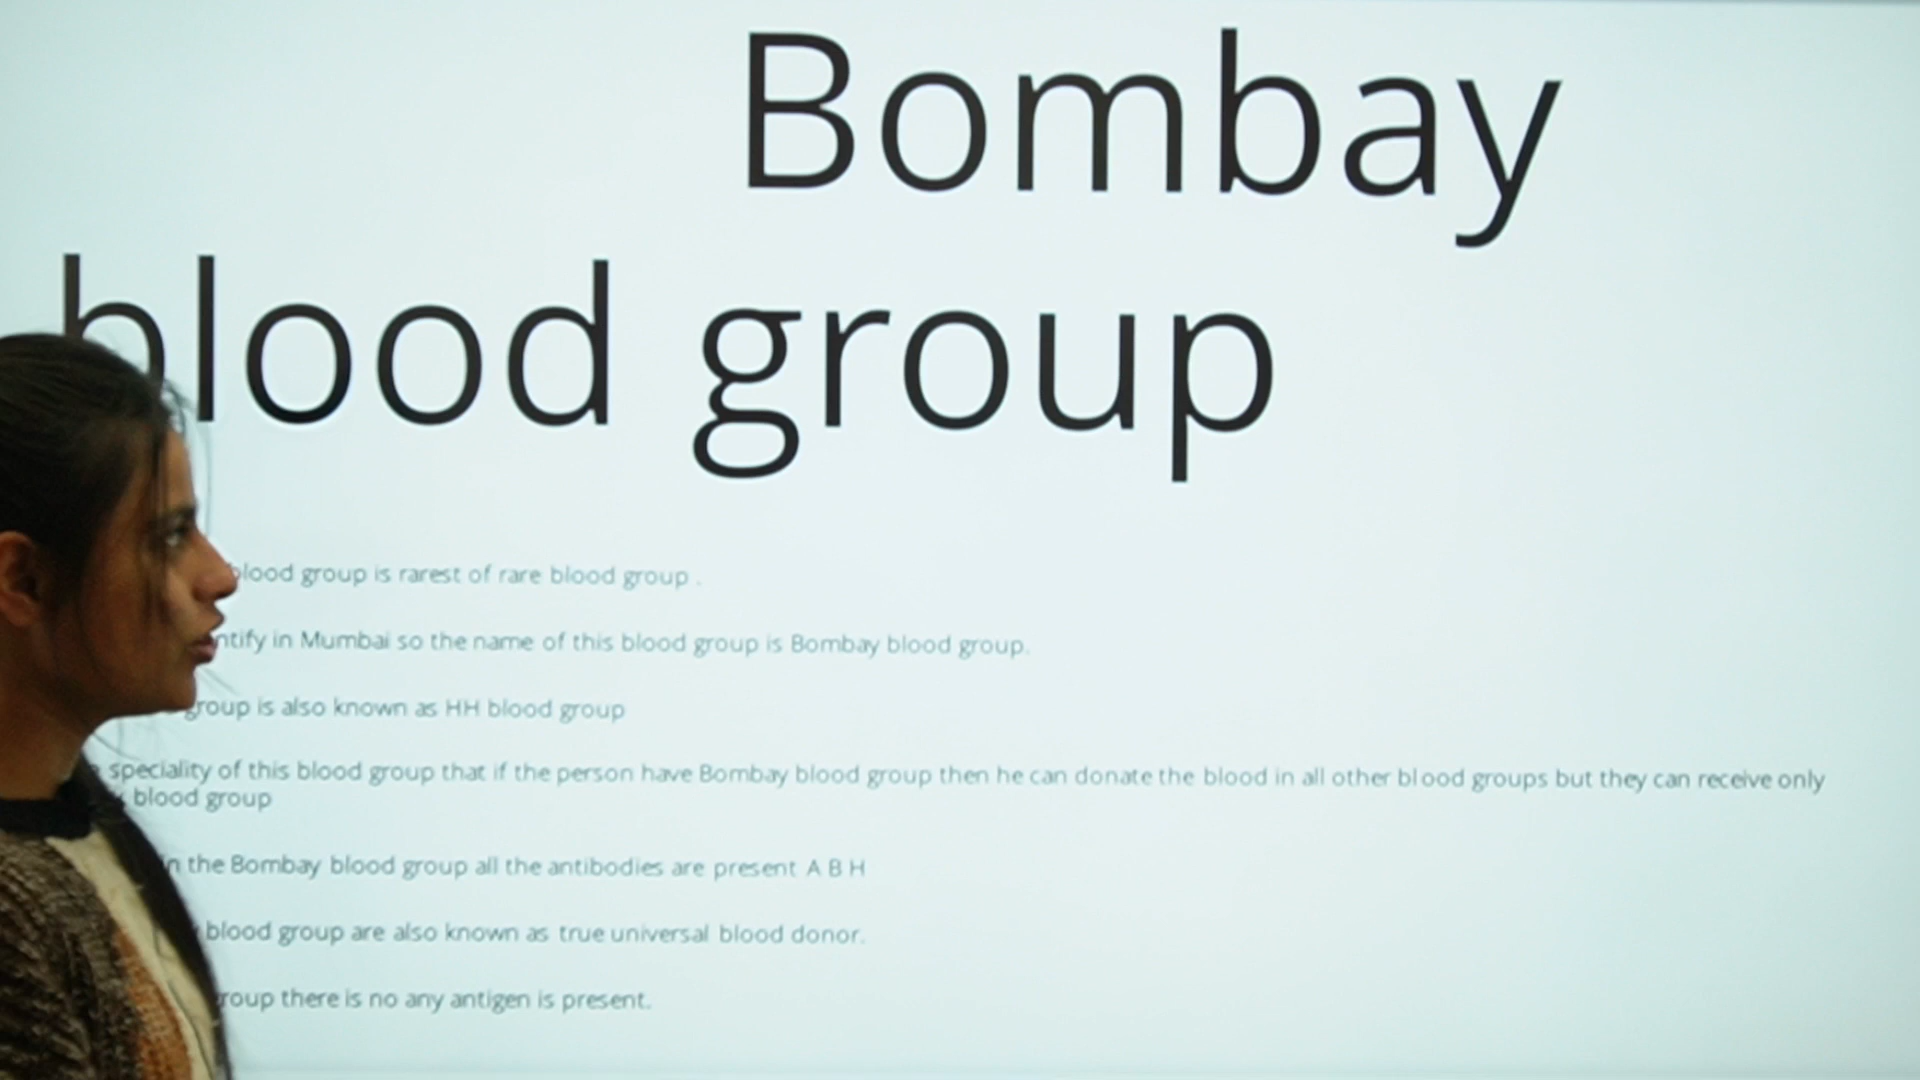 Bombay
blood group
blood group is rarest of rare blood group .
in Mumbai so the name of this blood group is Bombay blood group.
group is also known as HH blood group
speciality of this blood group that if the person have Bombay blood group then he can donate the blood in all other blood groups but they can receive only
blood group
the Bombay blood group all the antibodies are present A B H
blood group are also known as true universal blood donor.
there is no any antigen is present.